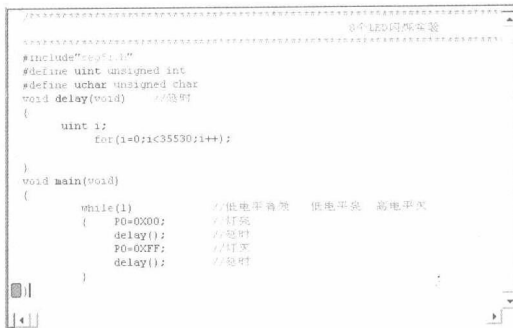 8个LED闪烁实验
#define uint unsigned int
#define uchar unsigned char
void delay(void) //延时
{
uint i;
for(i=0;i<35530;i++);
}
void main(void)
{
while(1) //低电平有效 低电平亮 高电平灭
{ P0=0X00; //灯亮
delay(); //延时
P0=0XFF; //灯灭
delay(); //延时
}
}